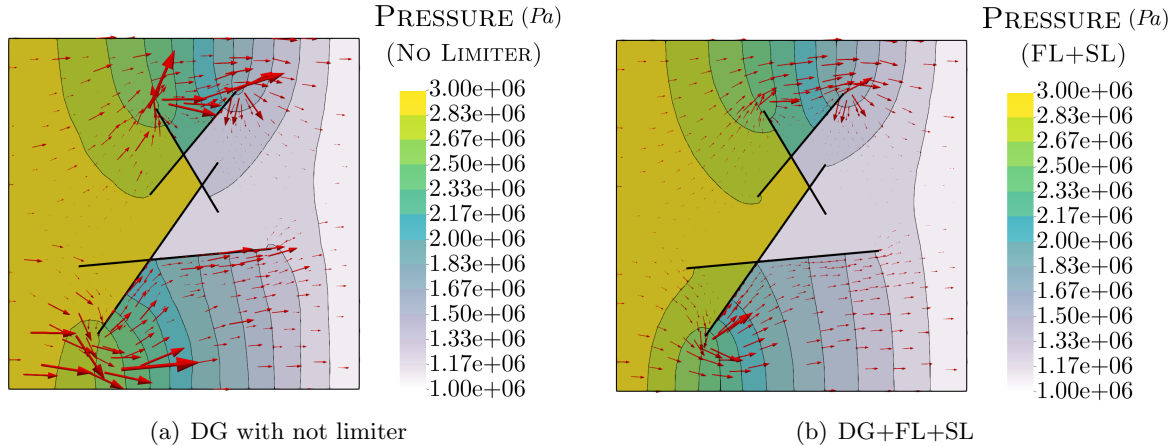 PRESSURE (Pa)
(NO LIMITER)
3.00e+06
2.83e+06
2.67e+06
2.50e+06
2.33e+06
2.17e+06
2.00e+06
1.83e+06
1.67e+06
1.50e+06
1.33e+06
1.17e+06
1.00e+06
(a) DG with not limiter
PRESSURE (Pa)
(FL+SL)
3.00e+06
2.83e+06
2.67e+06
2.50e+06
2.33e+06
2.17e+06
2.00e+06
1.83e+06
1.67e+06
1.50e+06
1.33e+06
1.17e+06
1.00e+06
(b) DG+FL+SL